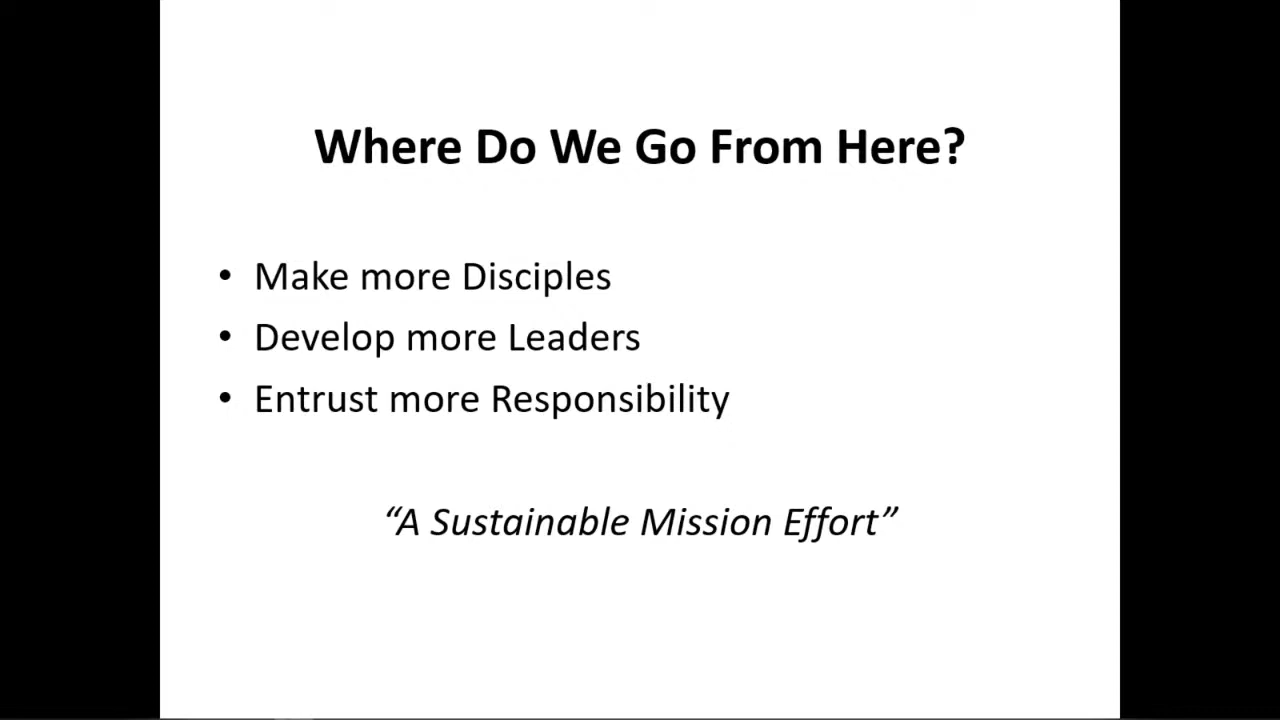 Where Do We Go From Here?
• Make more Disciples
• Develop more Leaders
• Entrust more Responsibility
“A Sustainable Mission Effort”